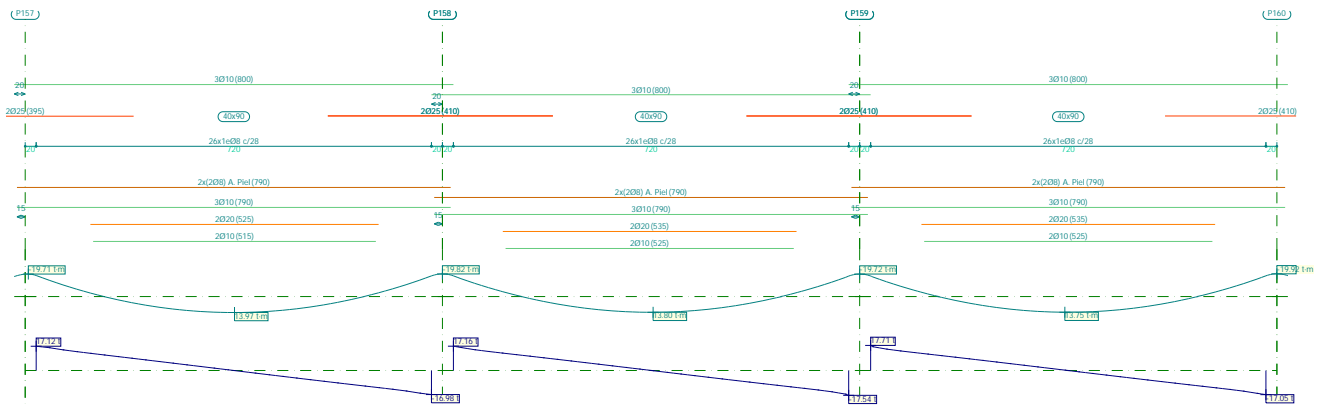 P157 P158 P159 P160
3Ø10 (800) 3Ø10 (800)
20 20
3Ø10 (800)
20
2Ø25 (395) 40x90 2Ø25 (410) 40x90 2Ø25 (410) 40x90 2Ø25 (410)
26x1eØ8 c/28 26x1eØ8 c/28 26x1eØ8 c/28
20 720 20 20 720 20 20 720 20
2x(2Ø8) A. Piel (790) 2x(2Ø8) A. Piel (790)
2x(2Ø8) A. Piel (790)
3Ø10 (790) 3Ø10 (790)
15 3Ø10 (790) 15
15
2Ø20 (525) 2Ø20 (535)
2Ø20 (535)
2Ø10 (515) 2Ø10 (525)
2Ø10 (525)
-19.71 t·m -19.82 t·m -19.72 t·m -19.92 t·m
13.97 t·m 13.80 t·m 13.75 t·m
17.12 t 17.16 t 17.71 t
-16.98 t -17.54 t -17.05 t